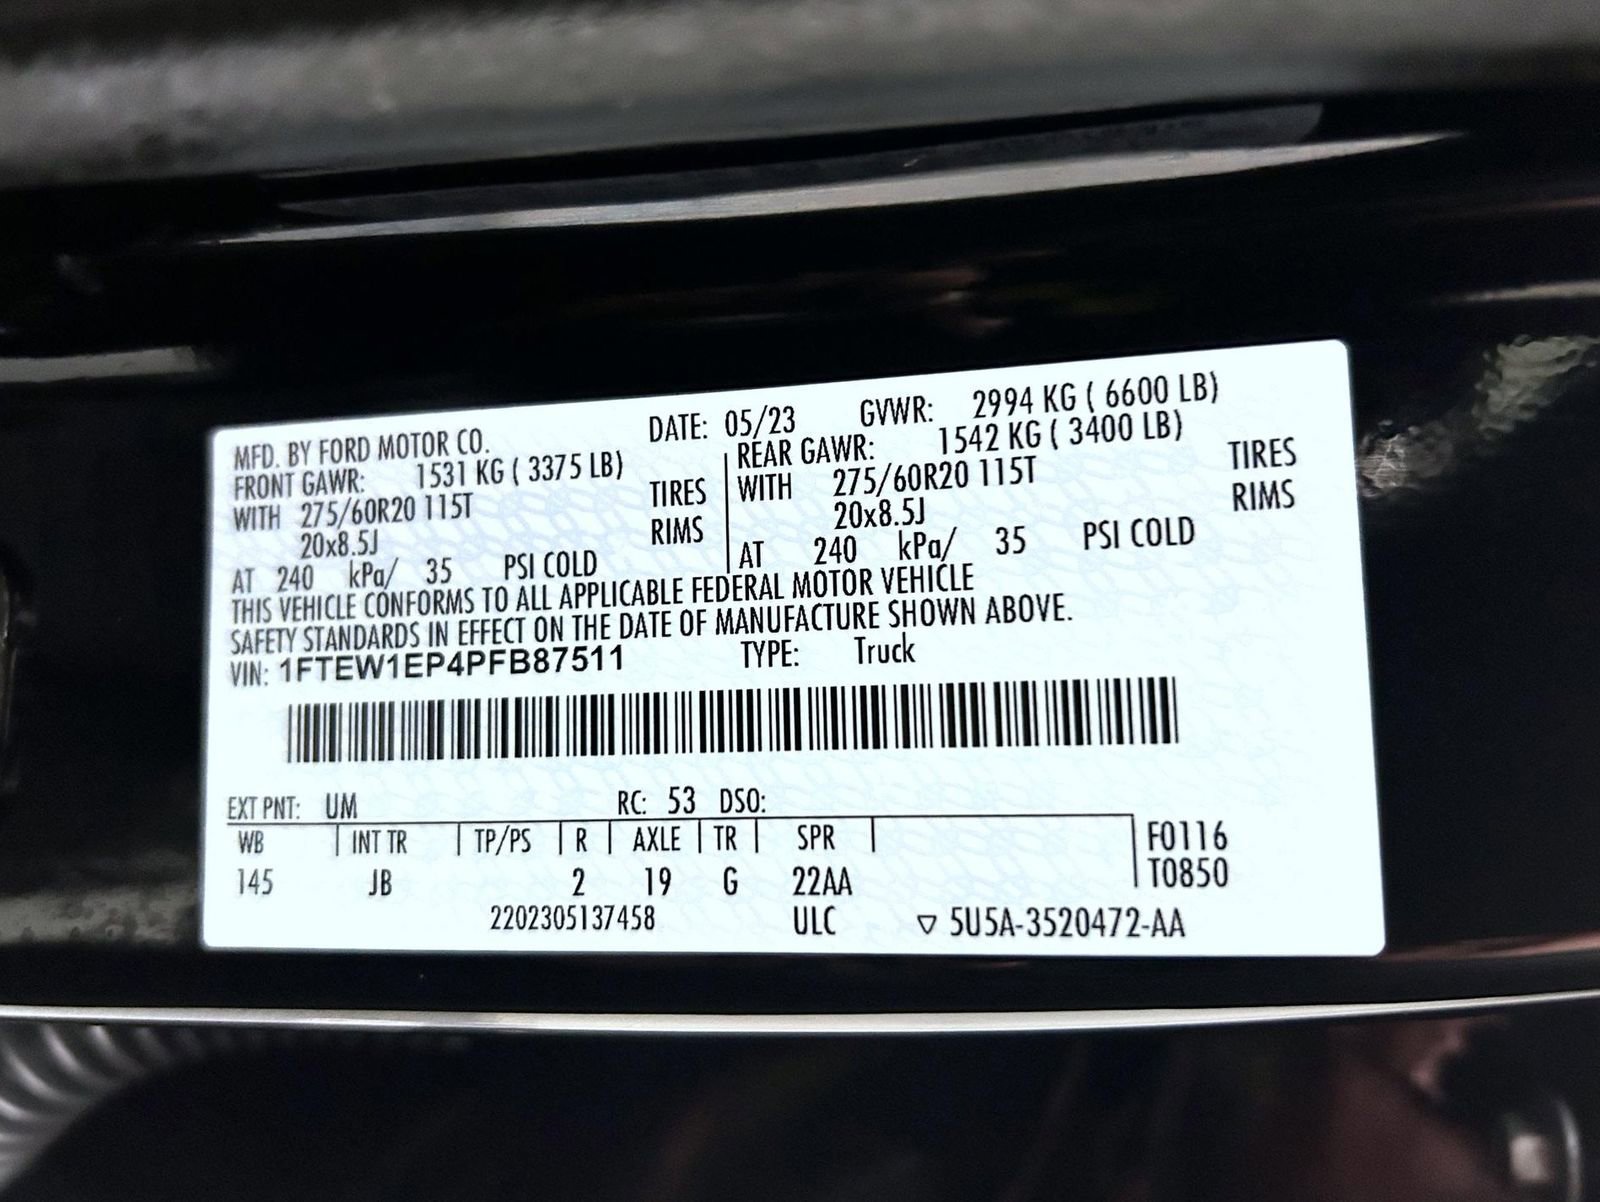 MFD. BY FORD MOTOR CO. DATE: 05/23 GVWR: 2994 KG ( 6600 LB)
FRONT GAWR: 1531 KG ( 3375 LB) REAR GAWR: 1542 KG ( 3400 LB)
WITH 275/60R20 115T TIRES WITH 275/60R20 115T TIRES
20x8.5J RIMS 20x8.5J RIMS
AT 240 kPa/ 35 PSI COLD AT 240 kPa/ 35 PSI COLD
THIS VEHICLE CONFORMS TO ALL APPLICABLE FEDERAL MOTOR VEHICLE
SAFETY STANDARDS IN EFFECT ON THE DATE OF MANUFACTURE SHOWN ABOVE.
VIN: 1FTEW1EP4PFB87511 TYPE: Truck
EXT PNT: UM RC: 53 DSO:
WB INT TR TP/PS R AXLE TR SPR F0116
145 JB 2 19 G 22AA T0850
2202305137458 ULC ▽ 5U5A-3520472-AA